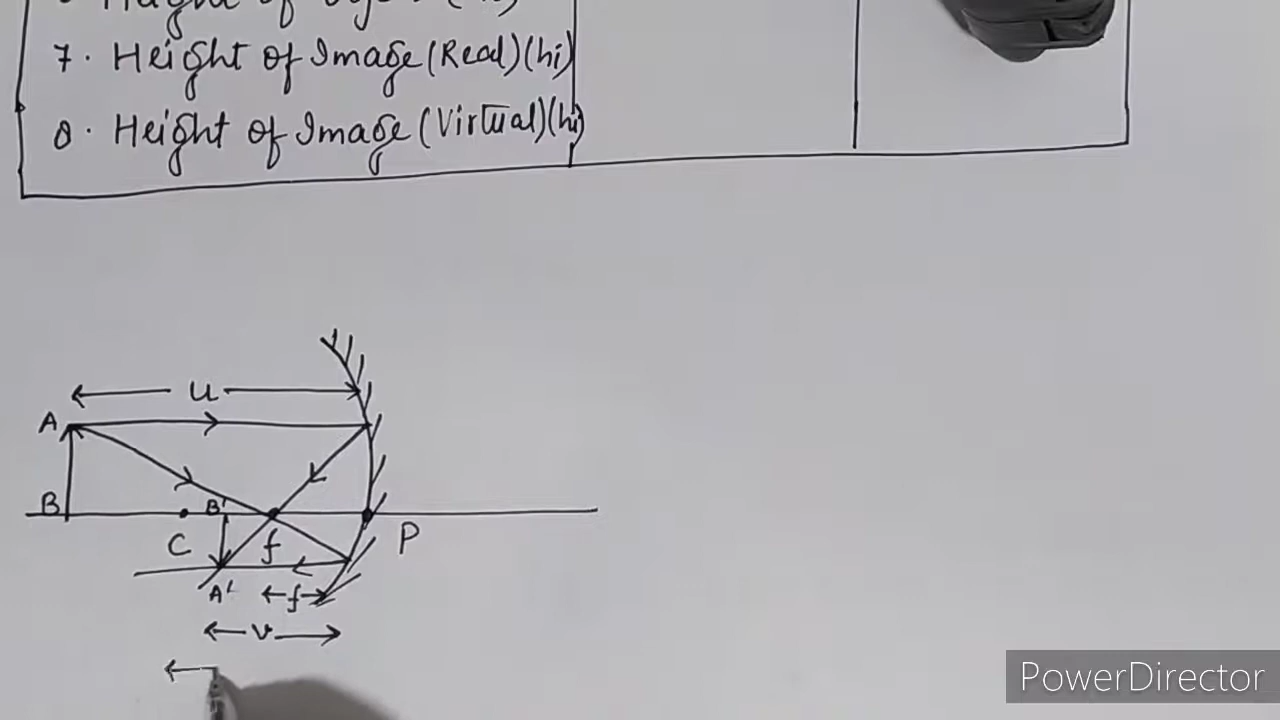 7. Height of Image (Real) (hi)
8. Height of Image (Virtual) (hi)
u
A
B B'
C f P
A' f
v
PowerDirector